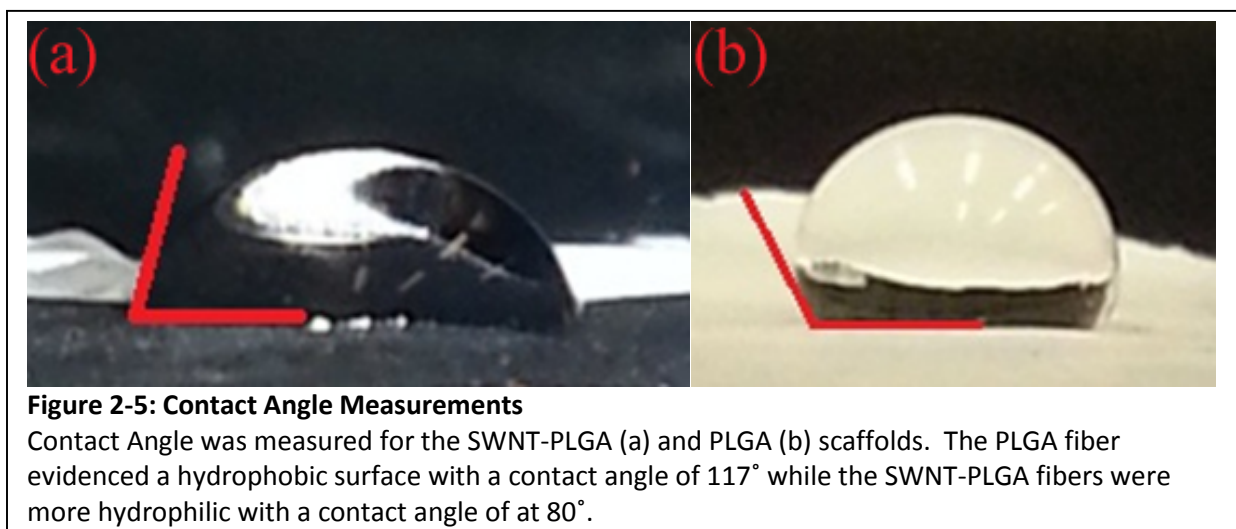 (a)
(b)
Figure 2-5: Contact Angle Measurements
Contact Angle was measured for the SWNT-PLGA (a) and PLGA (b) scaffolds. The PLGA fiber
evidenced a hydrophobic surface with a contact angle of 117˚ while the SWNT-PLGA fibers were
more hydrophilic with a contact angle of at 80˚.